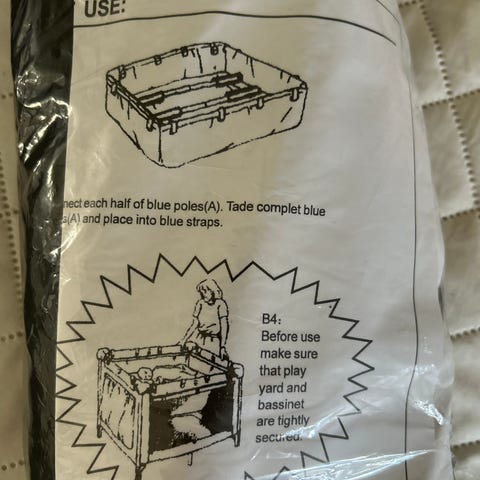 USE:
nect each half of blue poles(A). Tade complet blue
s(A) and place into blue straps.
B4:
Before use
make sure
that play
yard and
bassinet
are tightly
secured.